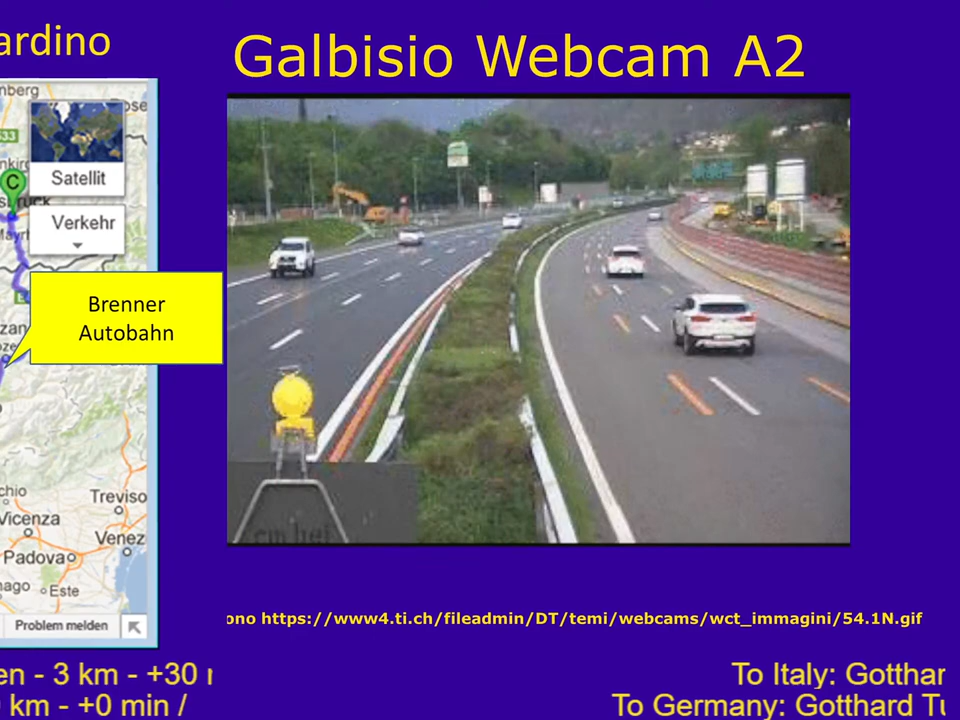 ardino
Galbisio Webcam A2
nberg
Satellit
C
Verkehr
Brenner
Autobahn
Treviso
Vicenza
Venez
Padova
Este
Problem melden
ono https://www4.ti.ch/fileadmin/DT/temi/webcams/wct_immagini/54.1N.gif
en - 3 km - +30
To Italy: Gotthar
km - +0 min /
To Germany: Gotthard Tu